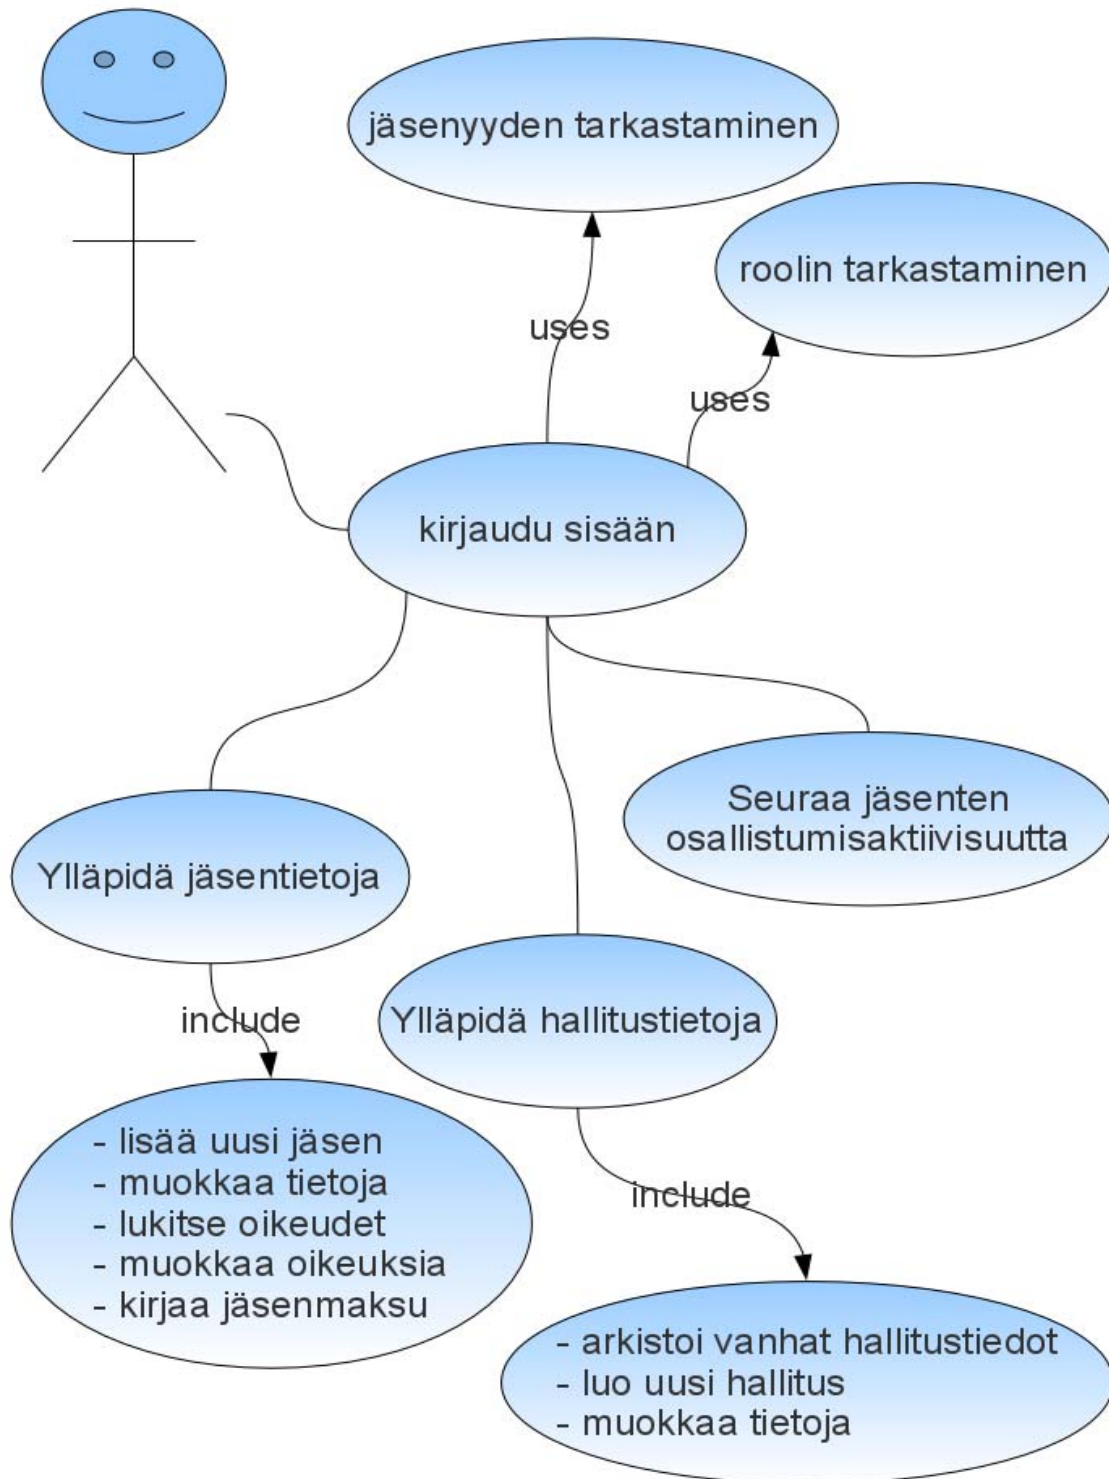 jäsenyyden tarkastaminen
roolin tarkastaminen
uses
uses
kirjaudu sisään
Seuraa jäsenten
osallistumisaktiivisuutta
Ylläpidä jäsentietoja
include
Ylläpidä hallitustietoja
- lisää uusi jäsen
- muokkaa tietoja
- lukitse oikeudet
- muokkaa oikeuksia
- kirjaa jäsenmaksu
include
- arkistoi vanhat hallitustiedot
- luo uusi hallitus
- muokkaa tietoja